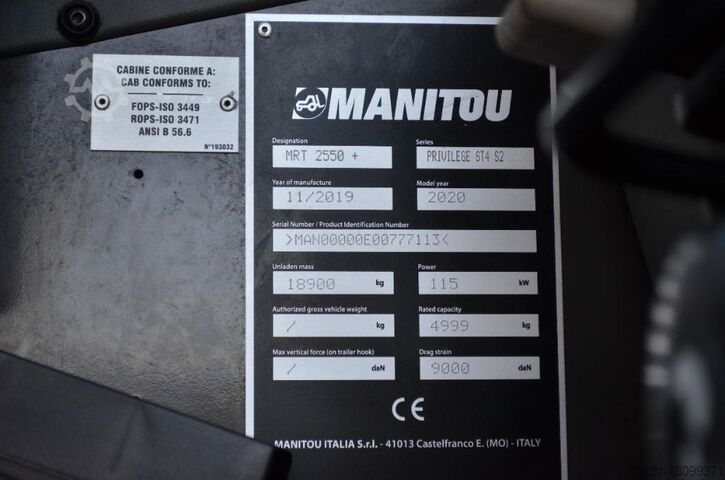 CABINE CONFORME A:
CAB CONFORMS TO:
FOPS-ISO 3449
ROPS-ISO 3471
ANSI B 56.6
N°193032
MANITOU
Designation Series
MRT 2550 + PRIVILEGE ST4 S2
Year of manufacture Model year
11/2019 2020
Serial Number / Product Identification Number
>MAN00000E00777113<
Unladen mass Power
18900 kg 115 kW
Authorized gross vehicle weight Rated capacity
/ kg 4999 kg
Max vertical force (on trailer hook) Drag strain
/ daN 9000 daN
CE
MANITOU ITALIA S.r.l. - 41013 Castelfranco E. (MO) - ITALY